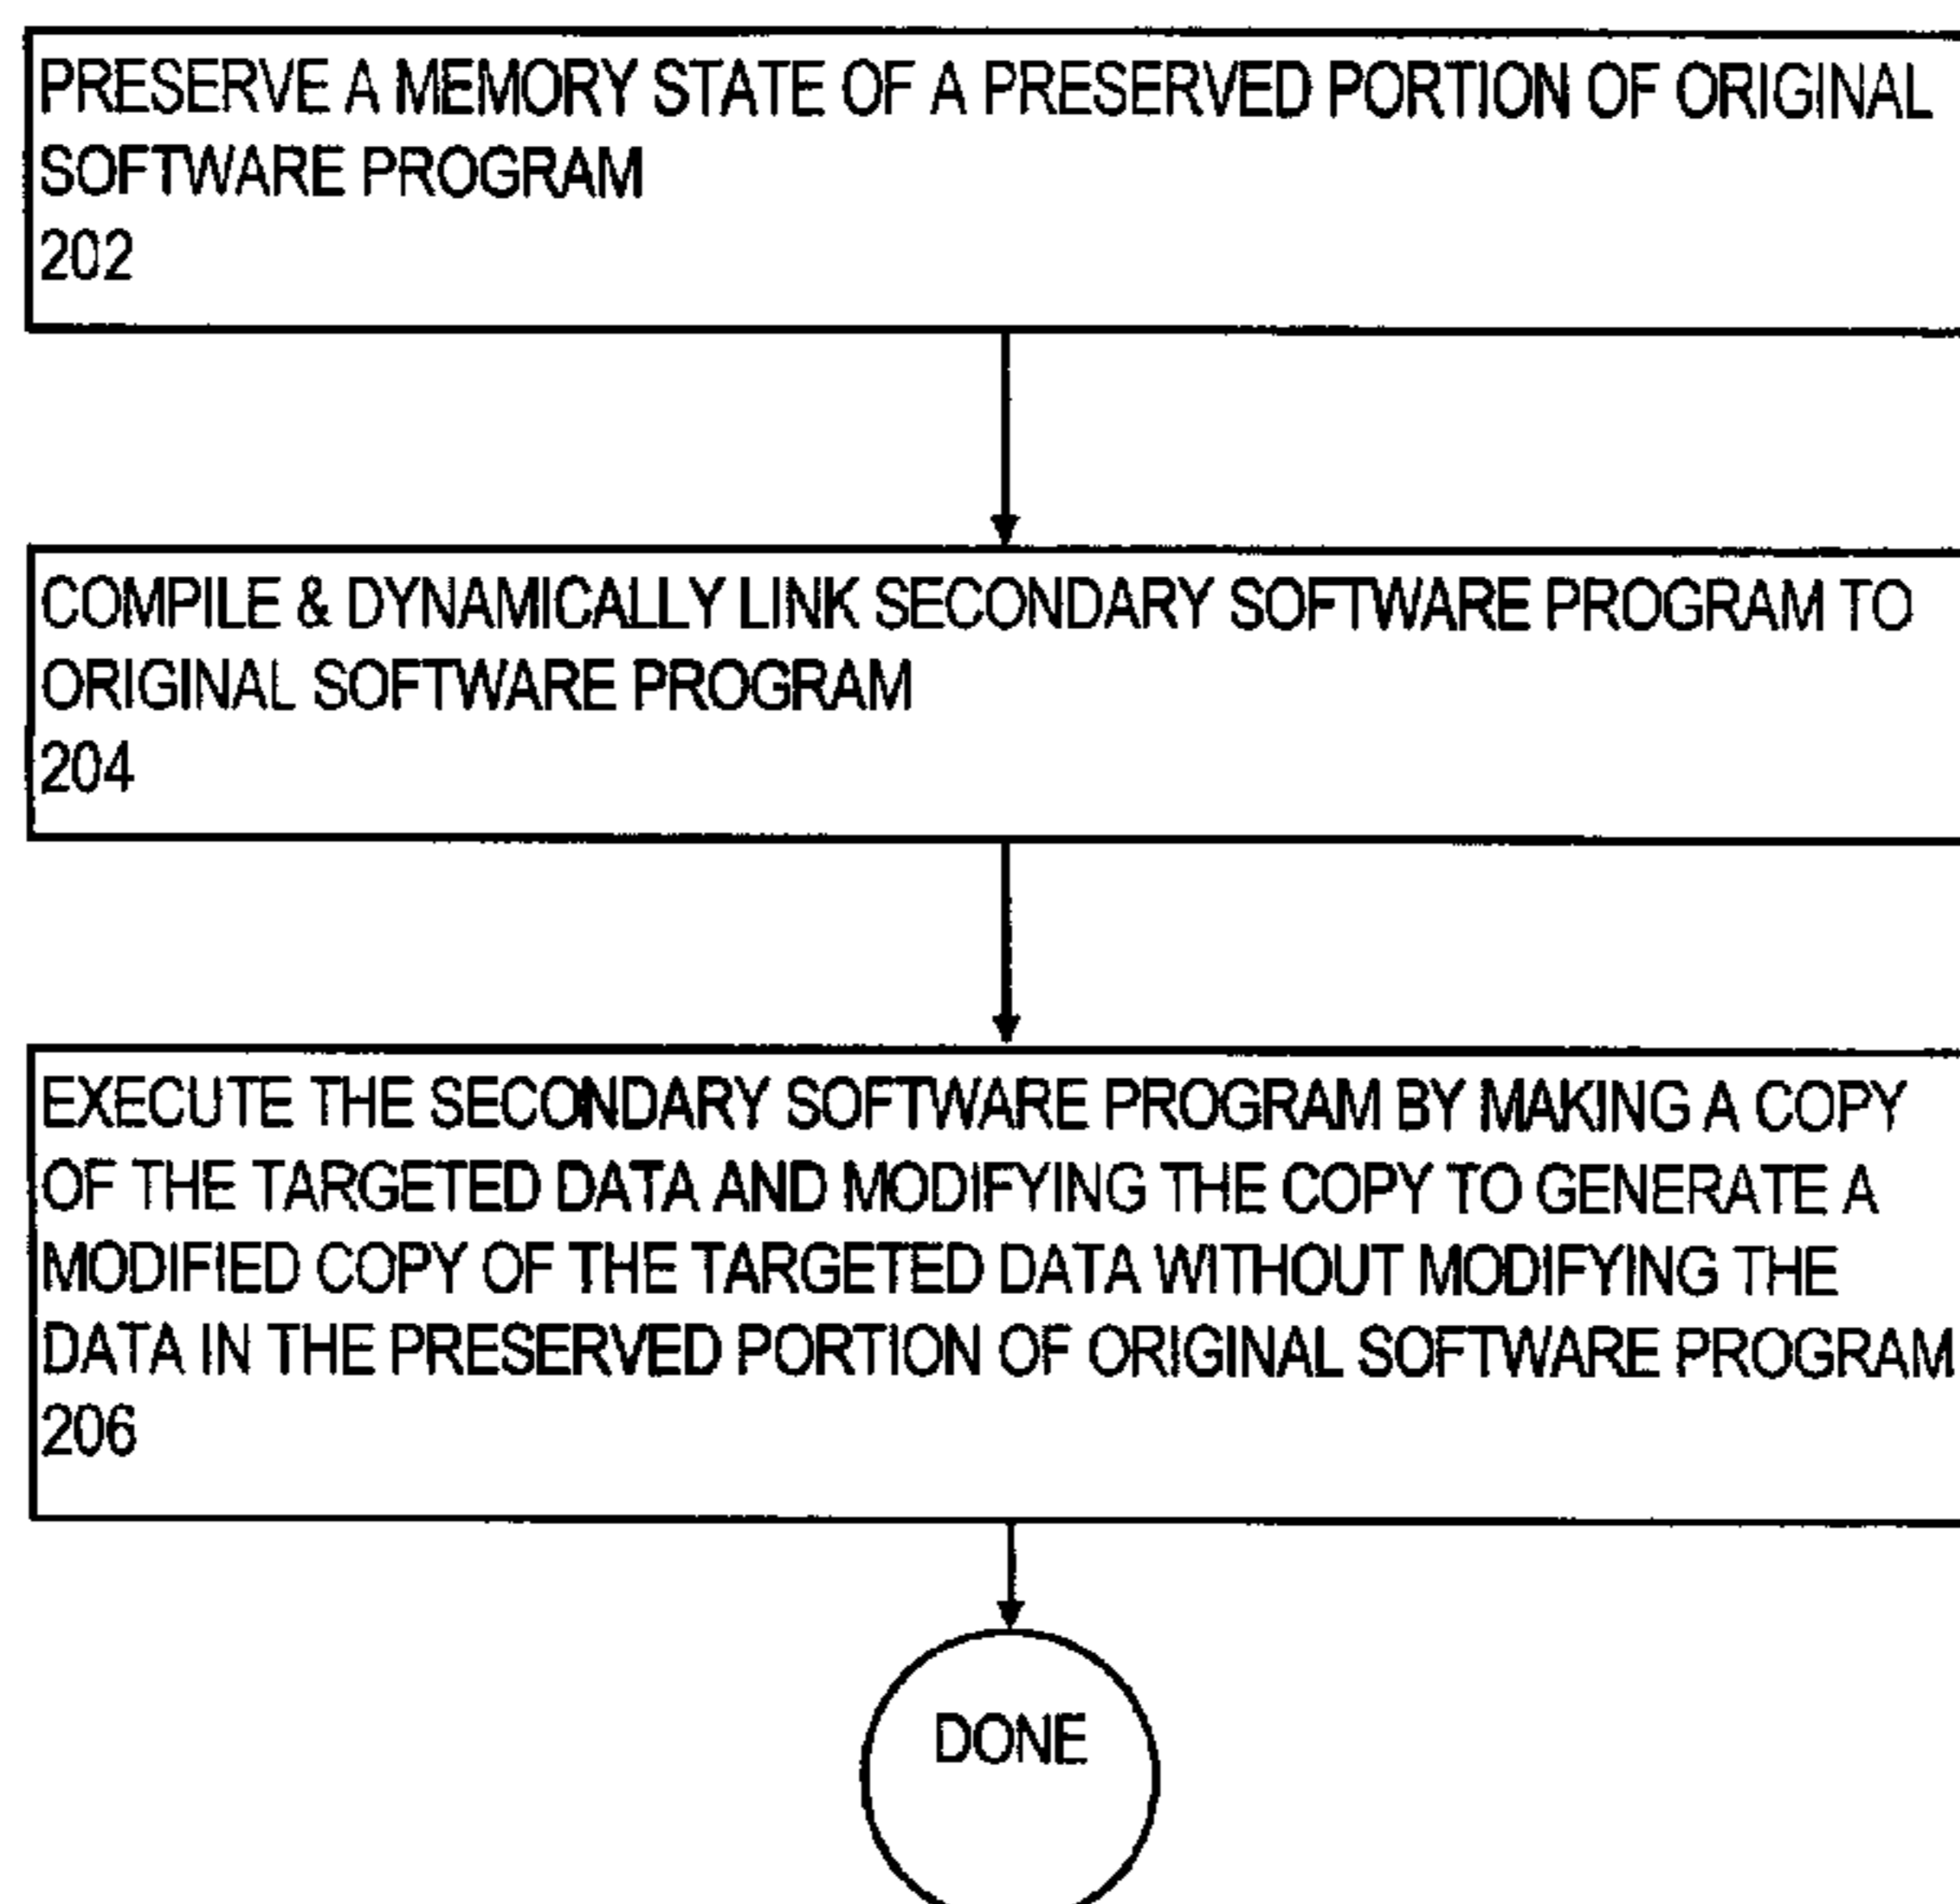 PRESERVE A MEMORY STATE OF A PRESERVED PORTION OF ORIGINAL
SOFTWARE PROGRAM
202
COMPILE & DYNAMICALLY LINK SECONDARY SOFTWARE PROGRAM TO
ORIGINAL SOFTWARE PROGRAM
204
EXECUTE THE SECONDARY SOFTWARE PROGRAM BY MAKING A COPY
OF THE TARGETED DATA AND MODIFYING THE COPY TO GENERATE A
MODIFIED COPY OF THE TARGETED DATA WITHOUT MODIFYING THE
DATA IN THE PRESERVED PORTION OF ORIGINAL SOFTWARE PROGRAM
206
DONE